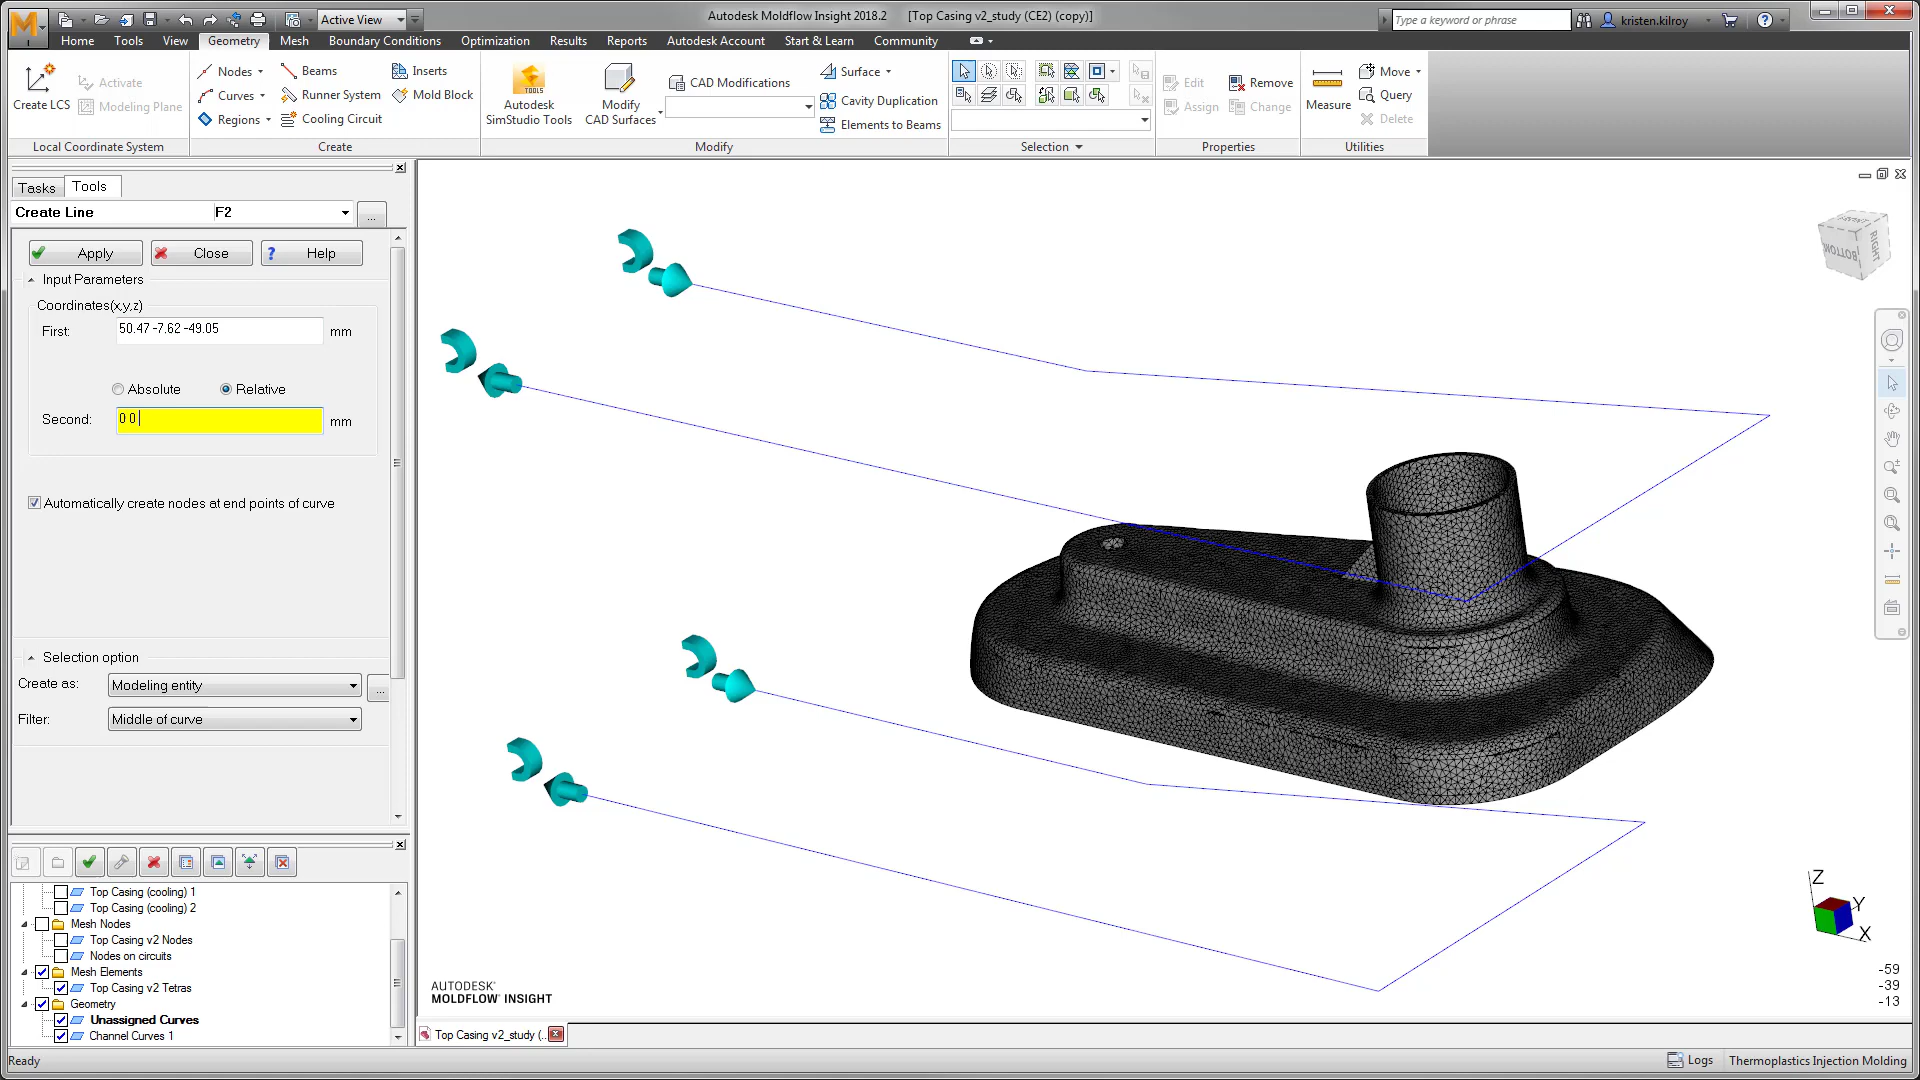 Active View
Autodesk Moldflow Insight 2018.2 [Top Casing v2_study (CE2) (copy)]
Type a keyword or phrase
kristen.kilroy
Home Tools View Geometry Mesh Boundary Conditions Optimization Results Reports Autodesk Account Start & Learn Community
Create LCS
Activate
Modeling Plane
Local Coordinate System
Nodes
Curves
Regions
Beams
Runner System
Cooling Circuit
Inserts
Mold Block
Create
TOOLS
Autodesk
SimStudio Tools
Modify
CAD Surfaces
CAD Modifications
Surface
Cavity Duplication
Elements to Beams
Modify
Selection
Edit
Assign
Remove
Change
Properties
Measure
Move
Query
Delete
Utilities
Tasks Tools
Create Line F2
...
Apply Close Help
Input Parameters
Coordinates(x,y,z)
First: 50.47 -7.62 -49.05 mm
Absolute Relative
Second: 0 0 mm
Automatically create nodes at end points of curve
Selection option
Create as: Modeling entity ...
Filter: Middle of curve
Top Casing (cooling) 1
Top Casing (cooling) 2
Mesh Nodes
Top Casing v2 Nodes
Nodes on circuits
Mesh Elements
Top Casing v2 Tetras
Geometry
Unassigned Curves
Channel Curves 1
FRONT
RIGHT
BOTTOM
Z
Y
X
-59
-39
-13
AUTODESK®
MOLDFLOW® INSIGHT
Top Casing v2_study (...
Ready
Logs Thermoplastics Injection Molding